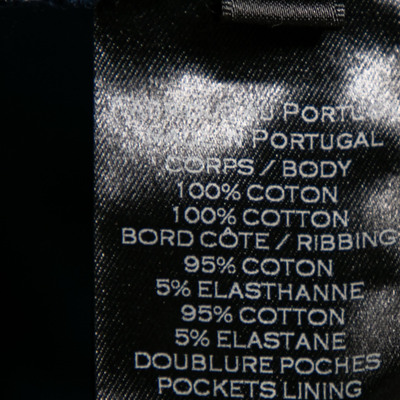 PORTU
PORTUGAL
CORPS / BODY
100% COTON
100% COTTON
BORD CÔTE / RIBBING
95% COTON
5% ELASTHANNE
95% COTTON
5% ELASTANE
DOUBLURE POCHES
POCKETS LINING